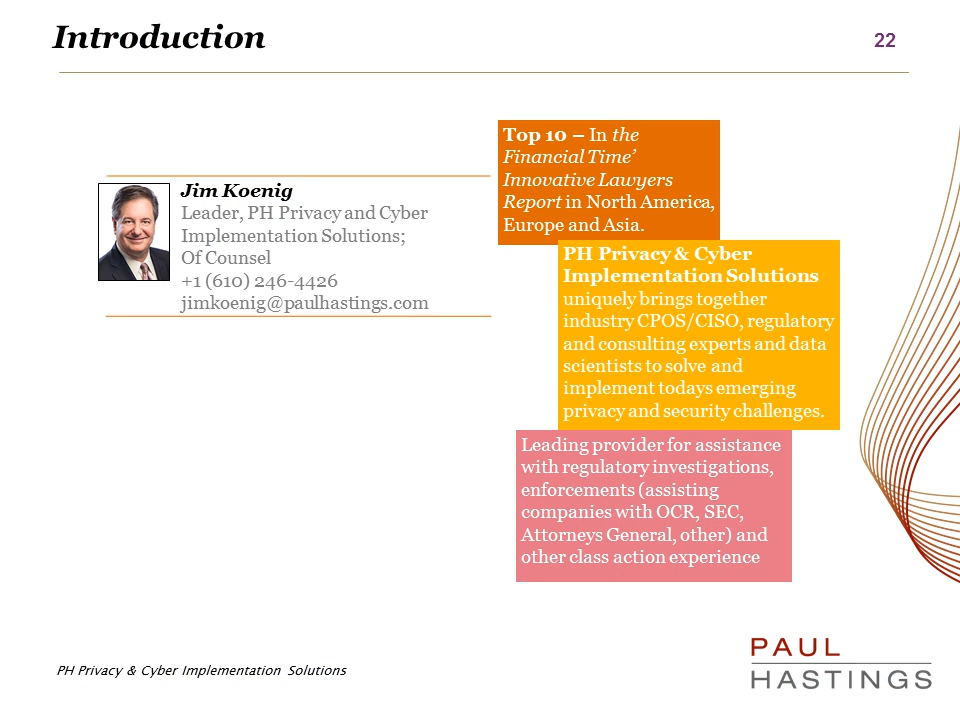 Introduction
22
Jim Koenig
Leader, PH Privacy and Cyber
Implementation Solutions;
Of Counsel
+1 (610) 246-4426
jimkoenig@paulhastings.com
Top 10 – In the
Financial Time’
Innovative Lawyers
Report in North America,
Europe and Asia.
PH Privacy & Cyber
Implementation Solutions
uniquely brings together
industry CPOS/CISO, regulatory
and consulting experts and data
scientists to solve and
implement todays emerging
privacy and security challenges.
Leading provider for assistance
with regulatory investigations,
enforcements (assisting
companies with OCR, SEC,
Attorneys General, other) and
other class action experience
PH Privacy & Cyber Implementation Solutions
PAUL
HASTINGS